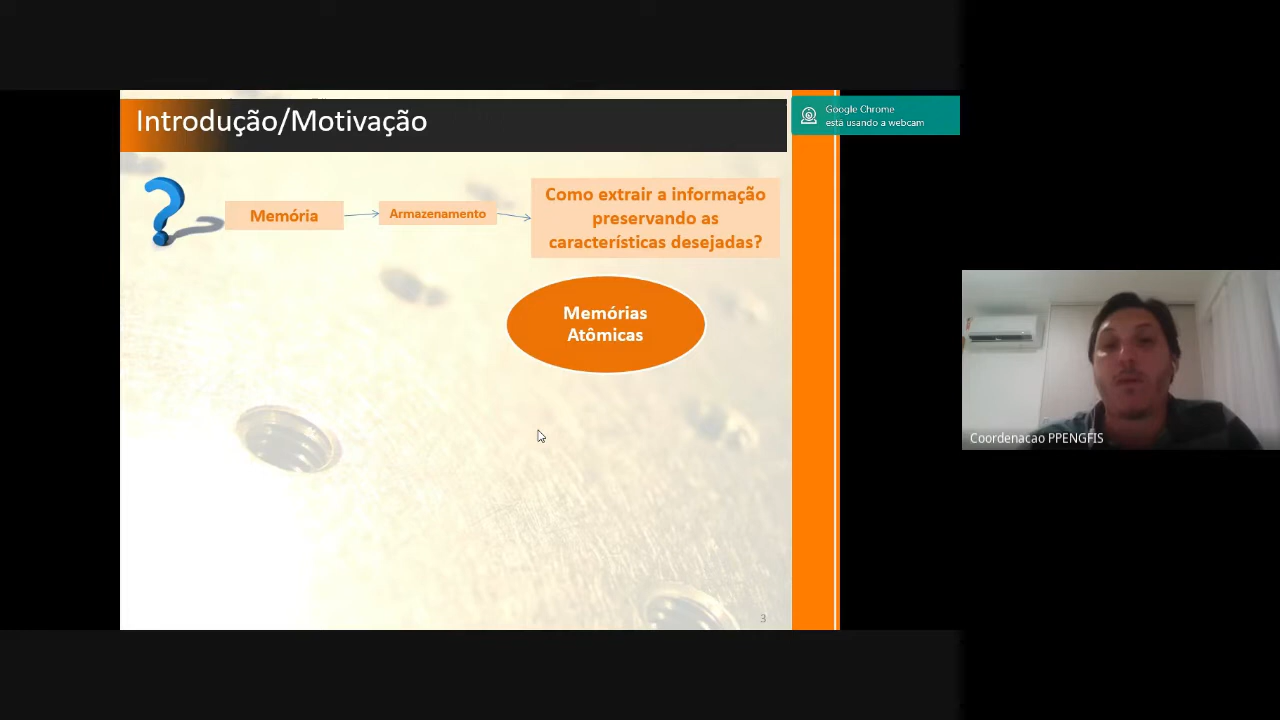 Introdução/Motivação
Google Chrome
está usando a webcam
Memória
Armazenamento
Como extrair a informação
preservando as
características desejadas?
Memórias
Atômicas
Coordenacao PPENGFIS
3